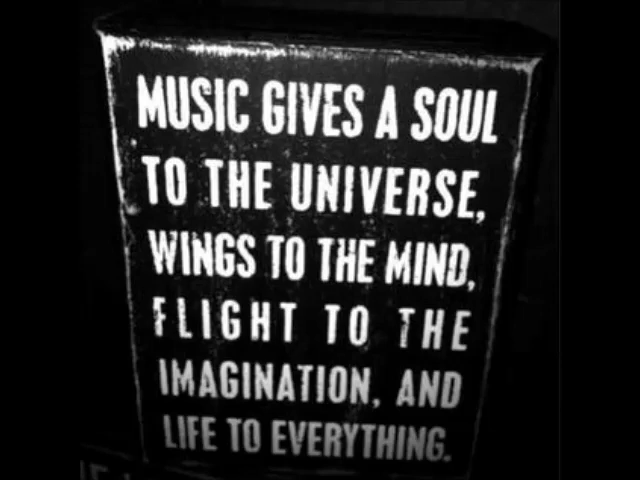 MUSIC GIVES A SOUL
TO THE UNIVERSE,
WINGS TO THE MIND,
FLIGHT TO THE
IMAGINATION, AND
LIFE TO EVERYTHING.